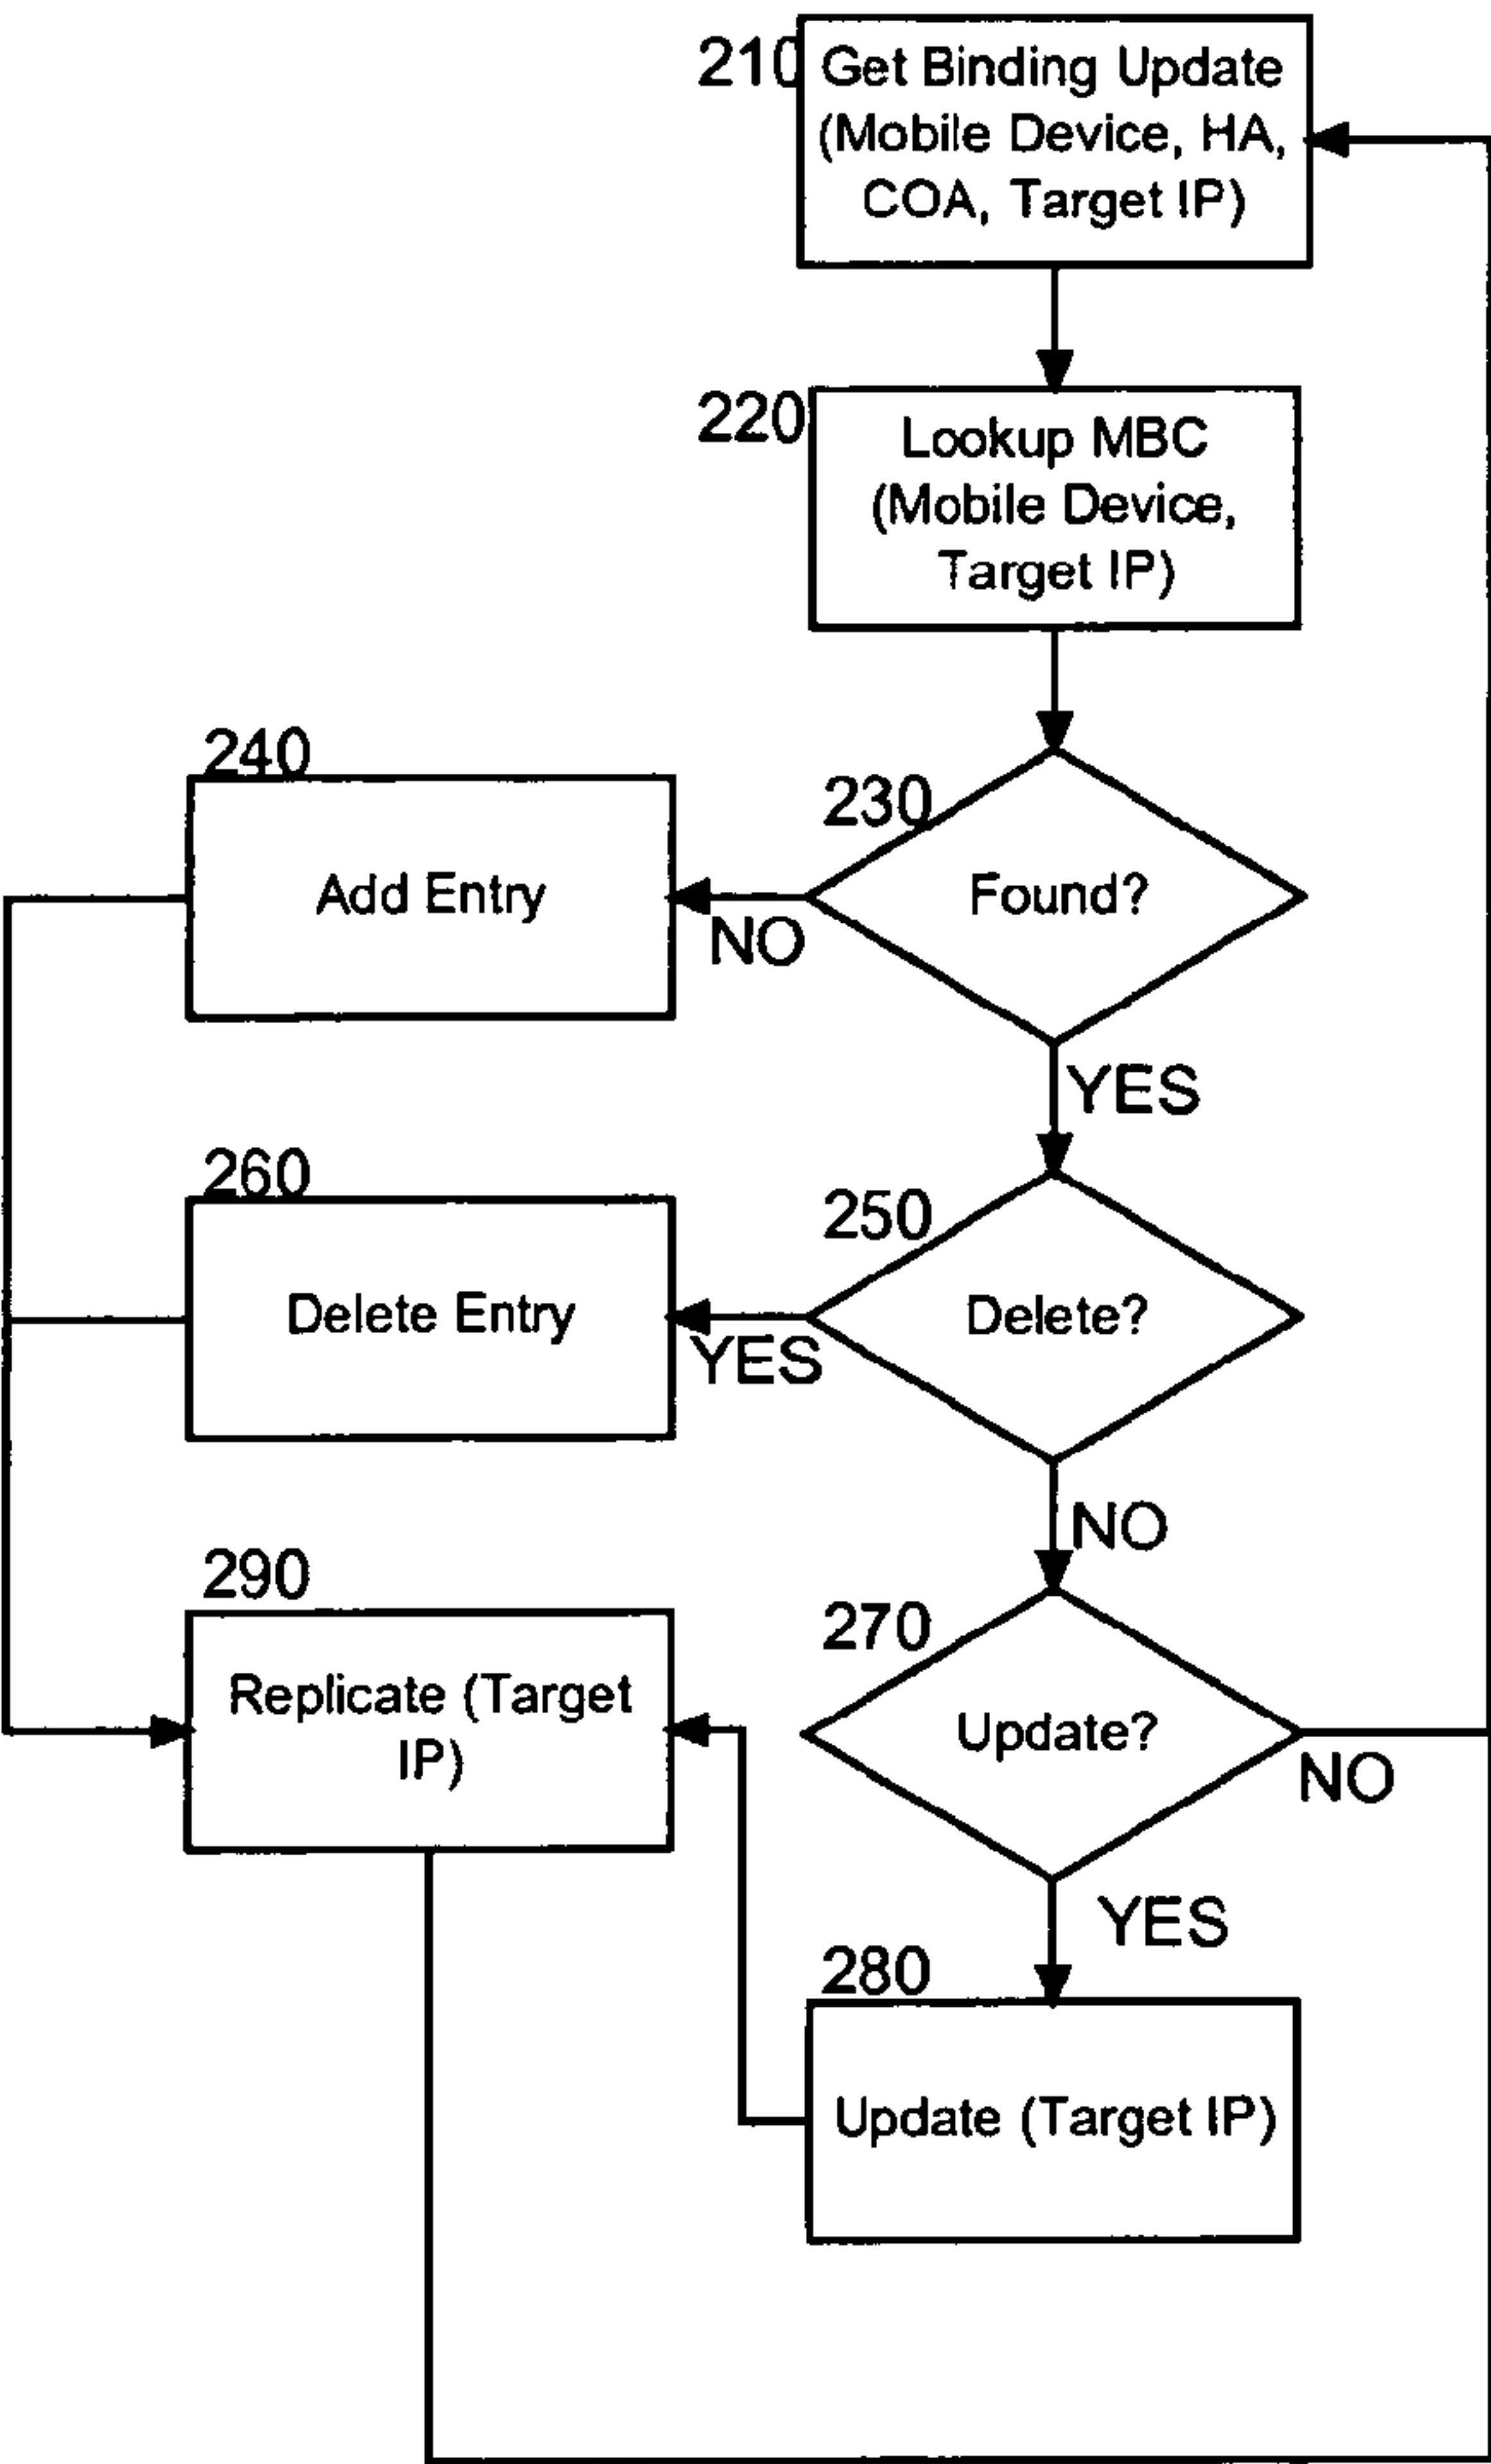 210
Get Binding Update
(Mobile Device, HA,
COA, Target IP)
220
Lookup MBC
(Mobile Device,
Target IP)
240
230
Add Entry
Found?
NO
YES
260
250
Delete Entry
Delete?
YES
NO
290
270
Replicate (Target
IP)
Update?
NO
YES
280
Update (Target IP)